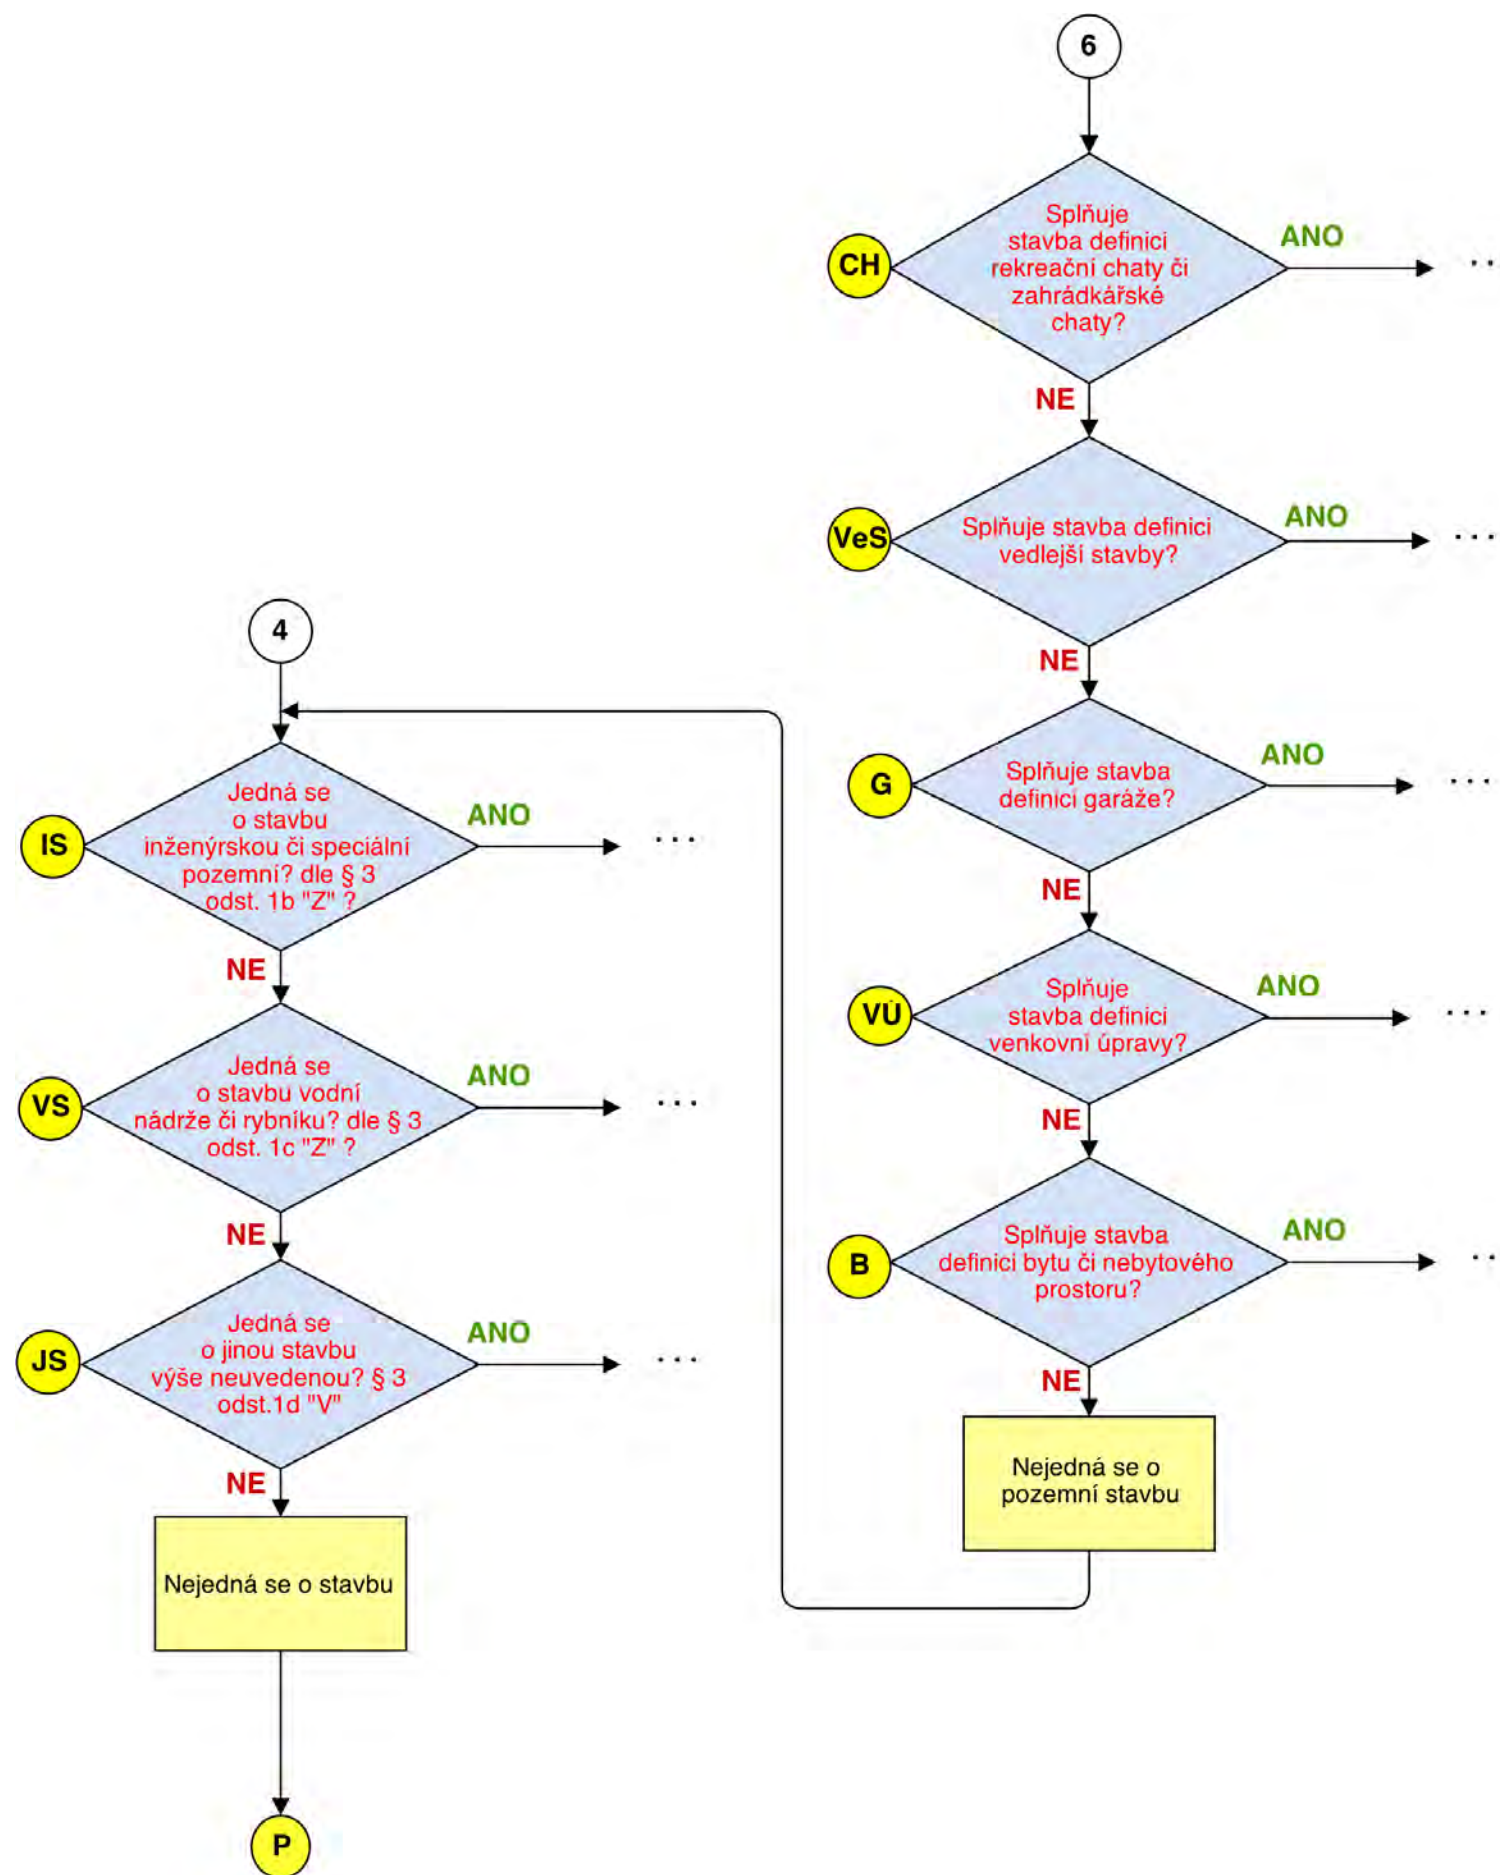 6
CH
Splňuje
stavba definici
rekreační chaty či
zahrádkářské
chaty?
ANO
. .
NE
VeS
Splňuje stavba definici
vedlejší stavby?
ANO
. . .
NE
G
Splňuje stavba
definici garáže?
ANO
. . .
NE
VÚ
Splňuje
stavba definici
venkovní úpravy?
ANO
. . .
NE
B
Splňuje stavba
definici bytu či nebytového
prostoru?
ANO
. .
NE
Nejedná se o
pozemní stavbu
4
IS
Jedná se
o stavbu
inženýrskou či speciální
pozemní? dle § 3
odst. 1b "Z" ?
ANO
. . .
NE
VS
Jedná se
o stavbu vodní
nádrže či rybníku? dle § 3
odst. 1c "Z" ?
ANO
. . .
NE
JS
Jedná se
o jinou stavbu
výše neuvedenou? § 3
odst.1d "V"
ANO
. . .
NE
Nejedná se o stavbu
P